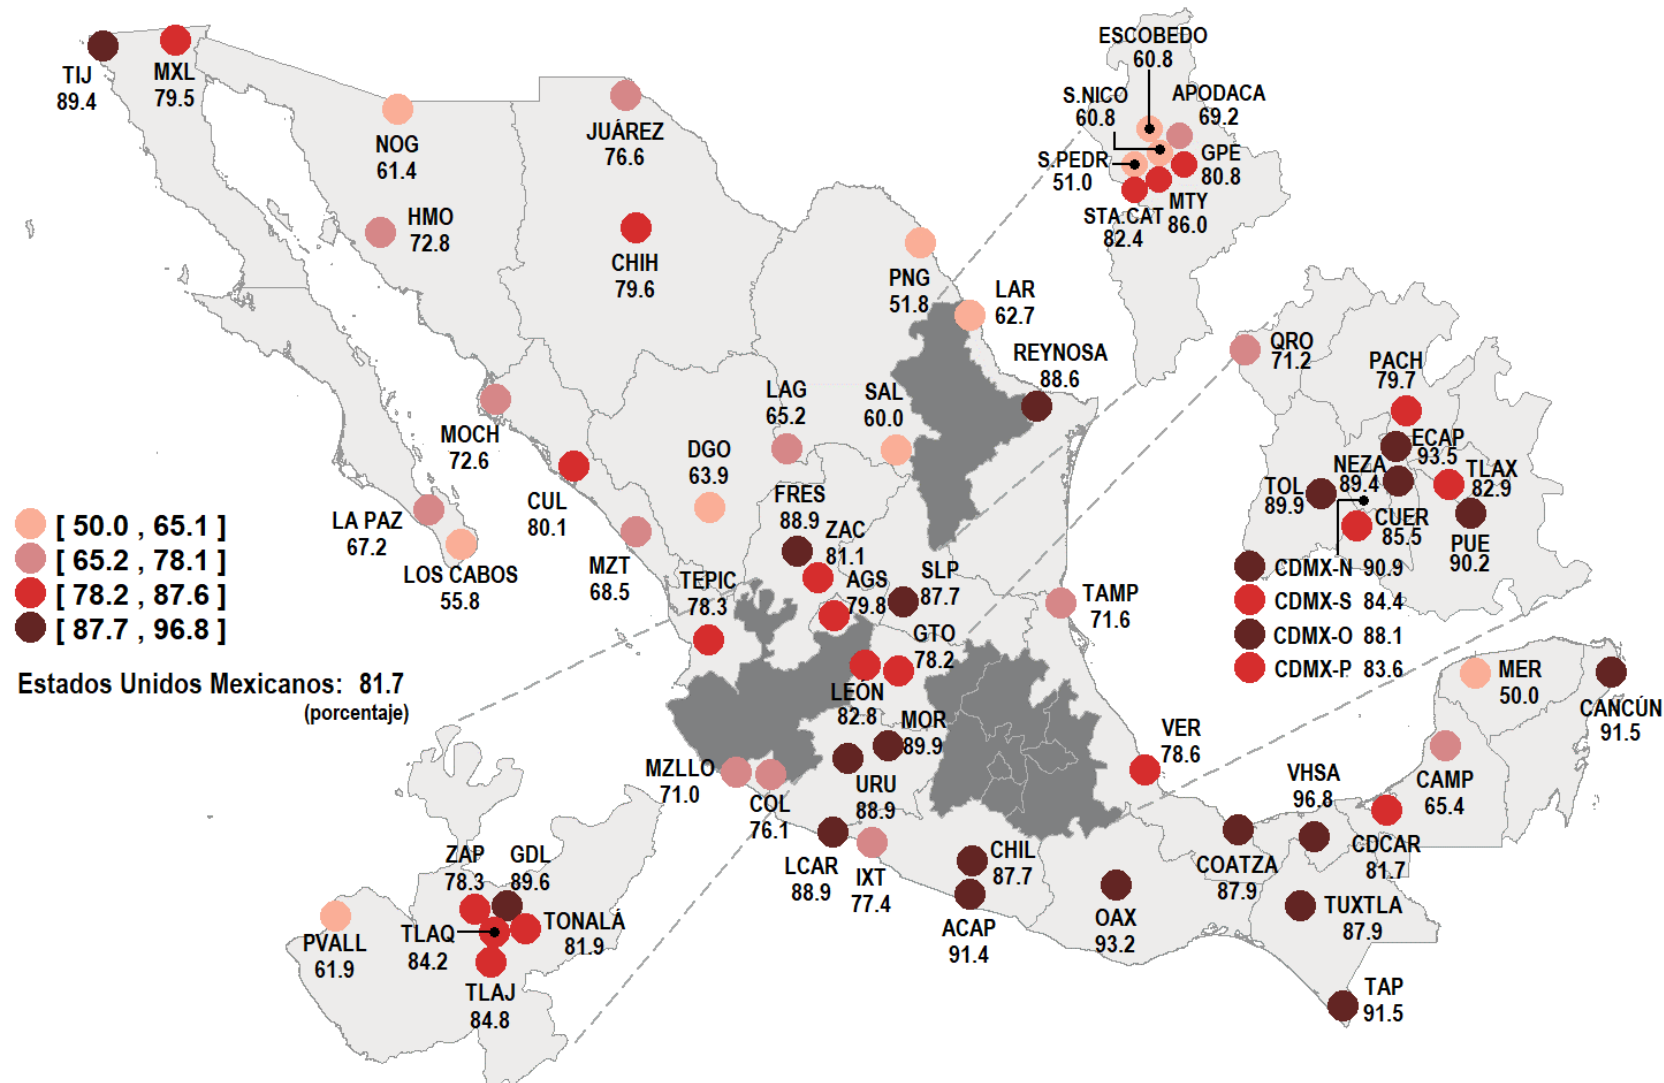 TIJ
89.4
MXL
79.5
NOG
61.4
HMO
72.8
JUÁREZ
76.6
CHIH
79.6
PNG
51.8
LAR
62.7
REYNOSA
88.6
ESCOBEDO
60.8
S.NICO
60.8
APODACA
69.2
S.PEDR
51.0
GPE
80.8
MTY
86.0
STA.CAT
82.4
MOCH
72.6
CUL
80.1
LAG
65.2
SAL
60.0
DGO
63.9
LA PAZ
67.2
LOS CABOS
55.8
MZT
68.5
FRES
88.9
ZAC
81.1
TEPIC
78.3
AGS
79.8
SLP
87.7
TAMP
71.6
GTO
78.2
LEÓN
82.8
MOR
89.9
URU
88.9
MZLLO
71.0
COL
76.1
LCAR
88.9
IXT
77.4
CHIL
87.7
ACAP
91.4
OAX
93.2
VER
78.6
COATZA
87.9
VHSA
96.8
TUXTLA
87.9
TAP
91.5
CDCAR
81.7
CAMP
65.4
MER
50.0
CANCÚN
91.5
QRO
71.2
PACH
79.7
ECAP
93.5
NEZA
89.4
TOL
89.9
TLAX
82.9
CUER
85.5
PUE
90.2
CDMX-N 90.9
CDMX-S 84.4
CDMX-O 88.1
CDMX-P 83.6
[ 50.0 , 65.1 ]
[ 65.2 , 78.1 ]
[ 78.2 , 87.6 ]
[ 87.7 , 96.8 ]
Estados Unidos Mexicanos: 81.7
(porcentaje)
ZAP
78.3
GDL
89.6
TONALÁ
81.9
TLAQ
84.2
PVALL
61.9
TLAJ
84.8